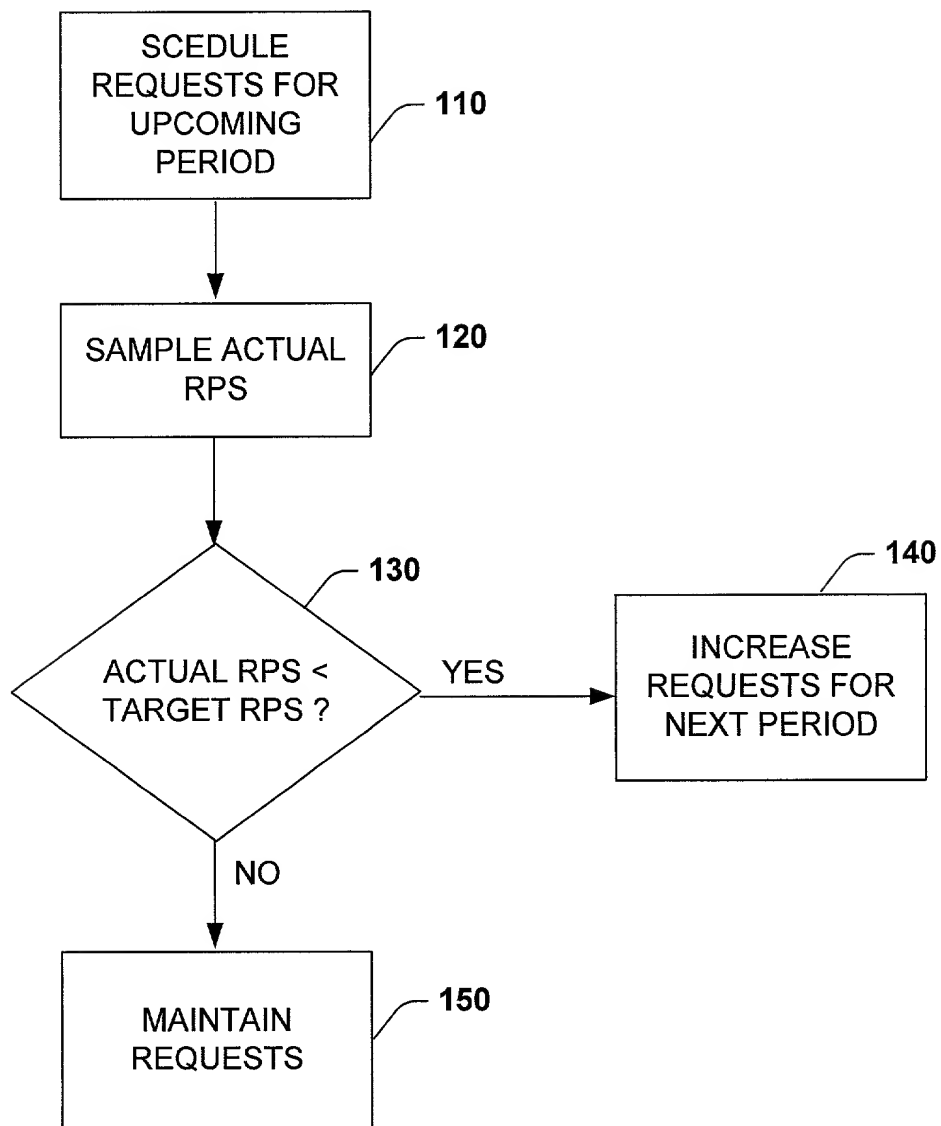 SCEDULE
REQUESTS FOR
UPCOMING
PERIOD
110
SAMPLE ACTUAL
RPS
120
130
ACTUAL RPS <
TARGET RPS ?
YES
140
INCREASE
REQUESTS FOR
NEXT PERIOD
NO
MAINTAIN
REQUESTS
150